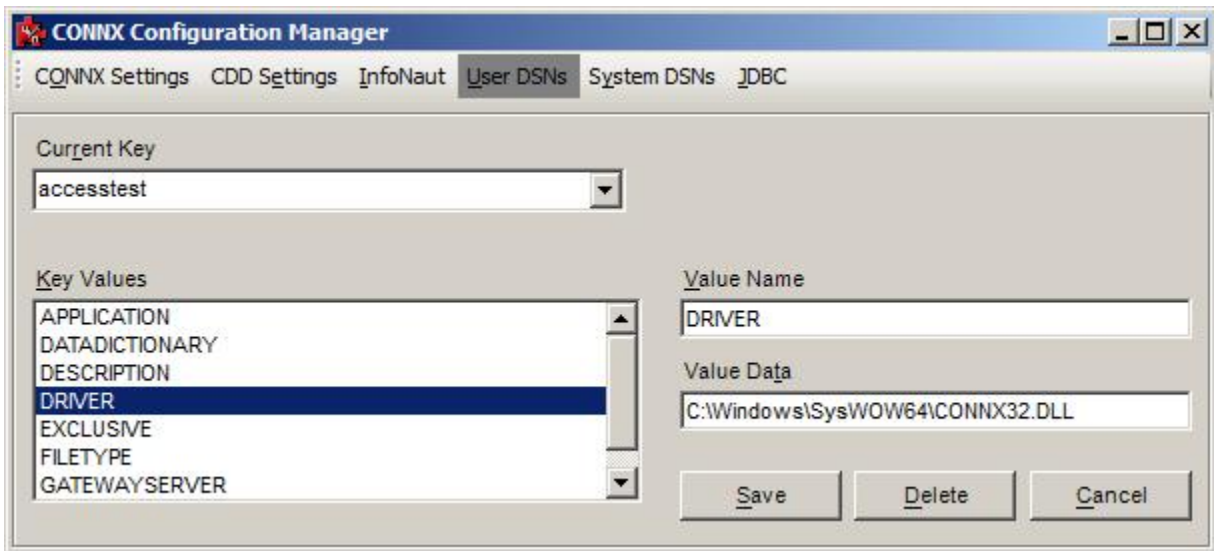 CONNX Configuration Manager
CONNX Settings CDD Settings InfoNaut User DSNs System DSNs JDBC
Current Key
accesstest
Key Values
APPLICATION
DATADICTIONARY
DESCRIPTION
DRIVER
EXCLUSIVE
FILETYPE
GATEWAYSERVER
Value Name
DRIVER
Value Data
C:\Windows\SysWOW64\CONNX32.DLL
Save Delete Cancel